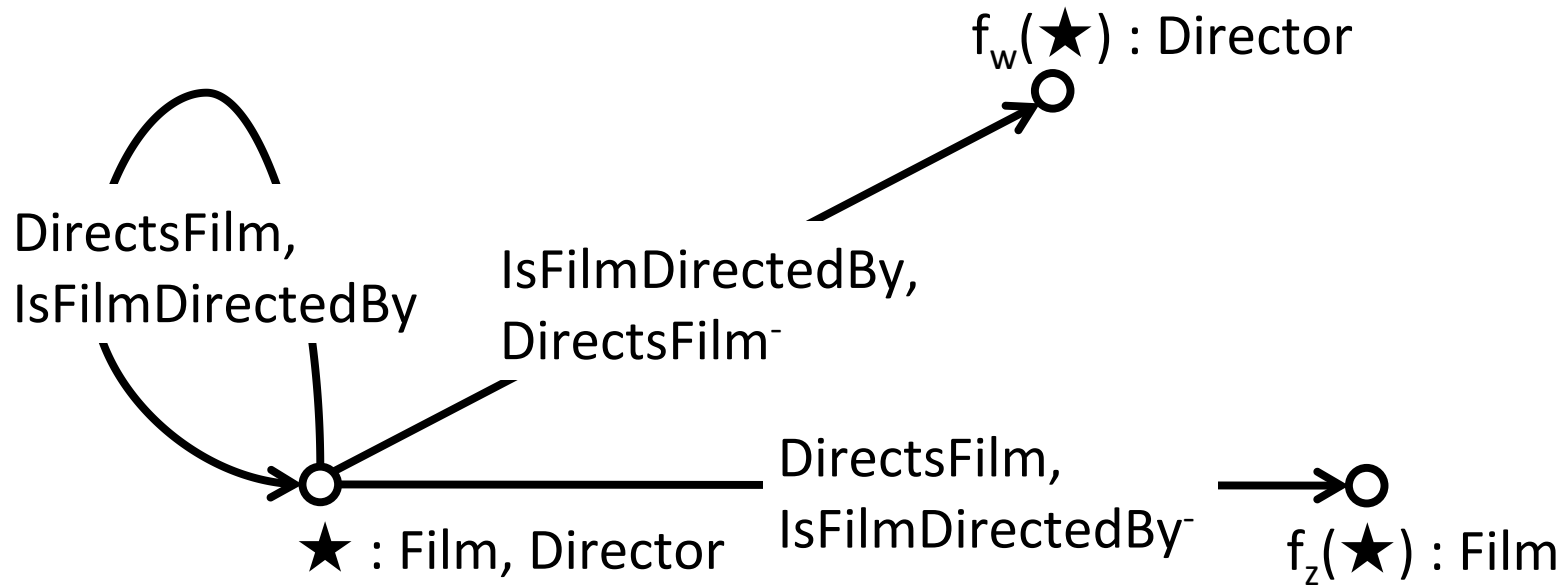 f_w(★) : Director
DirectsFilm,
IsFilmDirectedBy
IsFilmDirectedBy,
DirectsFilm⁻
DirectsFilm,
IsFilmDirectedBy⁻
★ : Film, Director
f_z(★) : Film